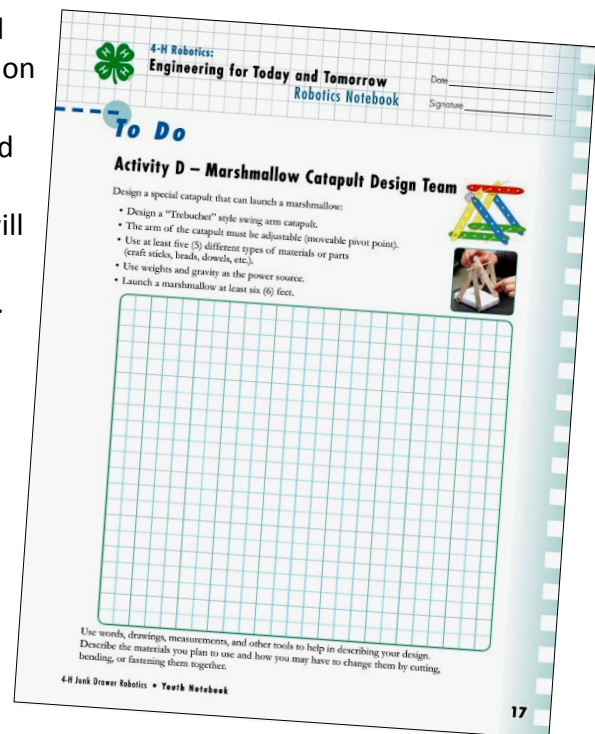 on
4-H Robotics:
Engineering for Today and Tomorrow
Robotics Notebook
Date
Signature
To Do
Activity D – Marshmallow Catapult Design Team
Design a special catapult that can launch a marshmallow:
• Design a "Trebuchet" style swing arm catapult.
• The arm of the catapult must be adjustable (moveable pivot point).
• Use at least five (5) different types of materials or parts
(craft sticks, beads, dowels, etc.).
• Use weights and gravity as the power source.
• Launch a marshmallow at least six (6) feet.
Use words, drawings, measurements, and other tools to help in describing your design.
Describe the materials you plan to use and how you may have to change them by cutting,
bending, or fastening them together.
4-H Junk Drawer Robotics • Youth Notebook
17